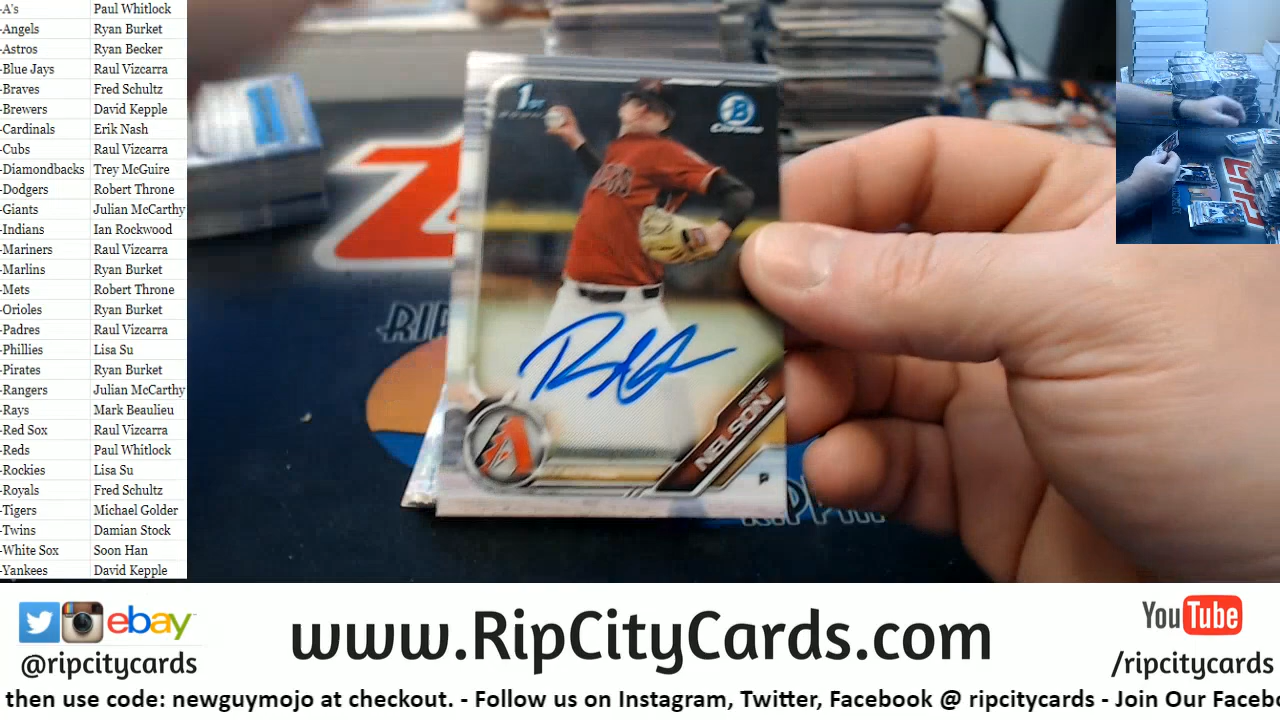 -A's Paul Whitlock
-Angels Ryan Burket
-Astros Ryan Becker
-Blue Jays Raul Vizcarra
-Braves Fred Schultz
-Brewers David Kepple
-Cardinals Erik Nash
-Cubs Raul Vizcarra
-Diamondbacks Trey McGuire
-Dodgers Robert Throne
-Giants Julian McCarthy
-Indians Ian Rockwood
-Mariners Raul Vizcarra
-Marlins Ryan Burket
-Mets Robert Throne
-Orioles Ryan Burket
-Padres Raul Vizcarra
-Phillies Lisa Su
-Pirates Ryan Burket
-Rangers Julian McCarthy
-Rays Mark Beaulieu
-Red Sox Raul Vizcarra
-Reds Paul Whitlock
-Rockies Lisa Su
-Royals Fred Schultz
-Tigers Michael Golder
-Twins Damian Stock
-White Sox Soon Han
-Yankees David Kepple
1st
B
Chrome
NELSON
P
RIP
RIPPIN
ebay
@ripcitycards
www.RipCityCards.com
YouTube
/ripcitycards
then use code: newguymojo at checkout. - Follow us on Instagram, Twitter, Facebook @ ripcitycards - Join Our Facebo